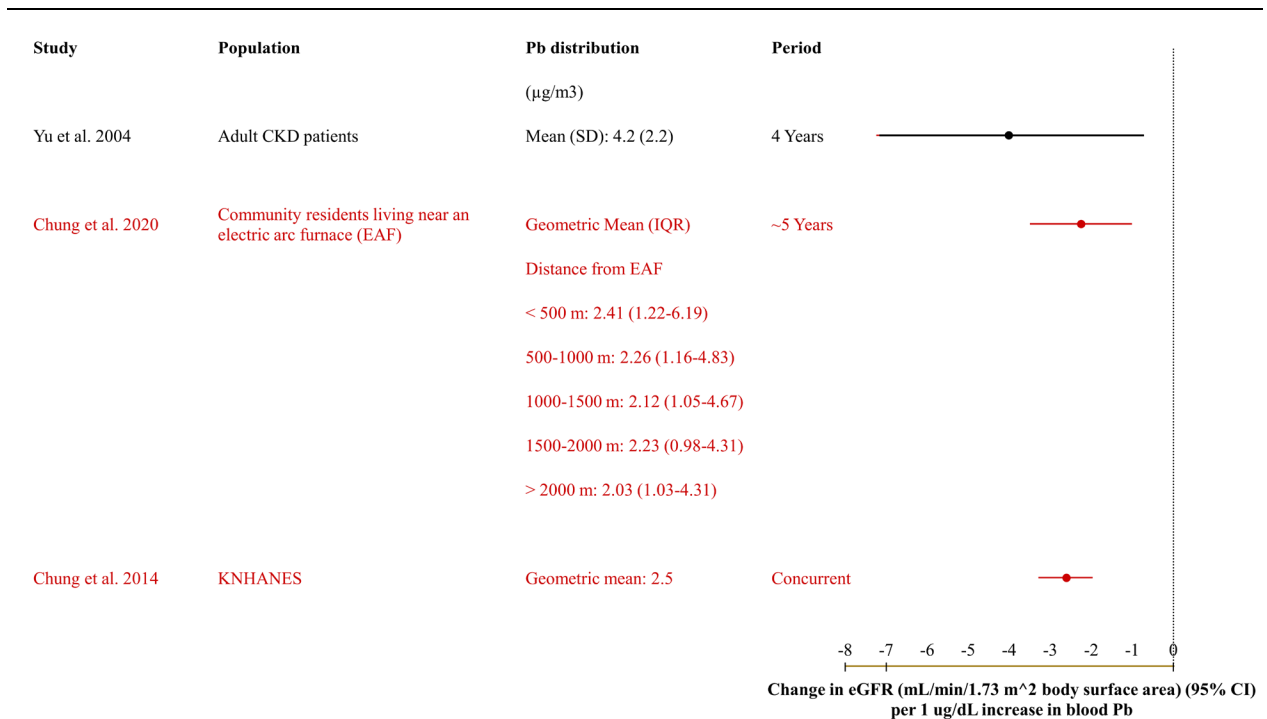 Study Population Pb distribution Period
(µg/m3)
Yu et al. 2004 Adult CKD patients Mean (SD): 4.2 (2.2) 4 Years
Chung et al. 2020 Community residents living near an electric arc furnace (EAF) Geometric Mean (IQR) ~5 Years
Distance from EAF
< 500 m: 2.41 (1.22-6.19)
500-1000 m: 2.26 (1.16-4.83)
1000-1500 m: 2.12 (1.05-4.67)
1500-2000 m: 2.23 (0.98-4.31)
> 2000 m: 2.03 (1.03-4.31)
Chung et al. 2014 KNHANES Geometric mean: 2.5 Concurrent
-8 -7 -6 -5 -4 -3 -2 -1 0
Change in eGFR (mL/min/1.73 m^2 body surface area) (95% CI)
per 1 ug/dL increase in blood Pb